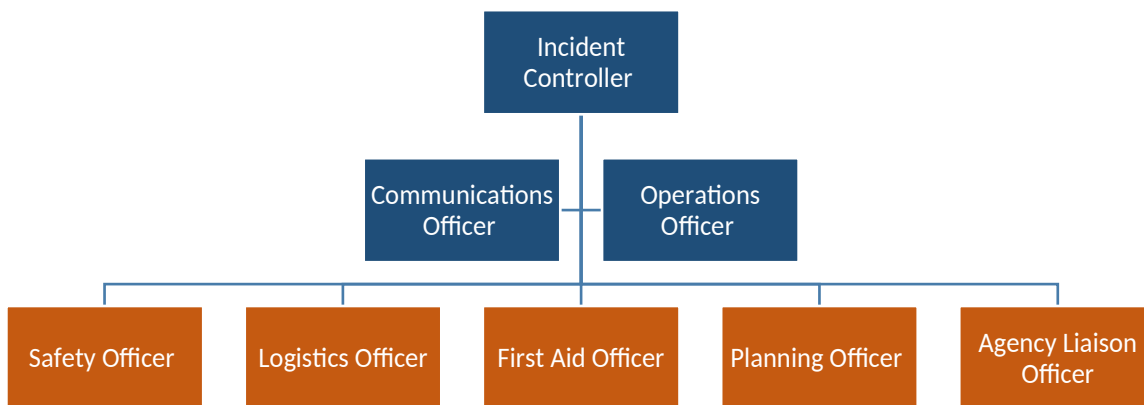 Incident
Controller
Communications
Officer
Operations
Officer
Safety Officer
Logistics Officer
First Aid Officer
Planning Officer
Agency Liaison
Officer